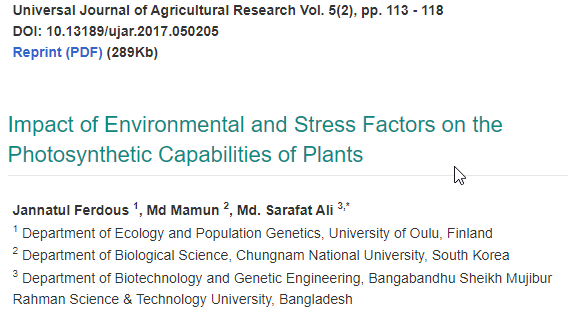 Universal Journal of Agricultural Research Vol. 5(2), pp. 113 - 118
DOI: 10.13189/ujar.2017.050205
Reprint (PDF) (289Kb)
Impact of Environmental and Stress Factors on the
Photosynthetic Capabilities of Plants
Jannatul Ferdous 1, Md Mamun 2, Md. Sarafat Ali 3,*
1 Department of Ecology and Population Genetics, University of Oulu, Finland
2 Department of Biological Science, Chungnam National University, South Korea
3 Department of Biotechnology and Genetic Engineering, Bangabandhu Sheikh Mujibur
Rahman Science & Technology University, Bangladesh